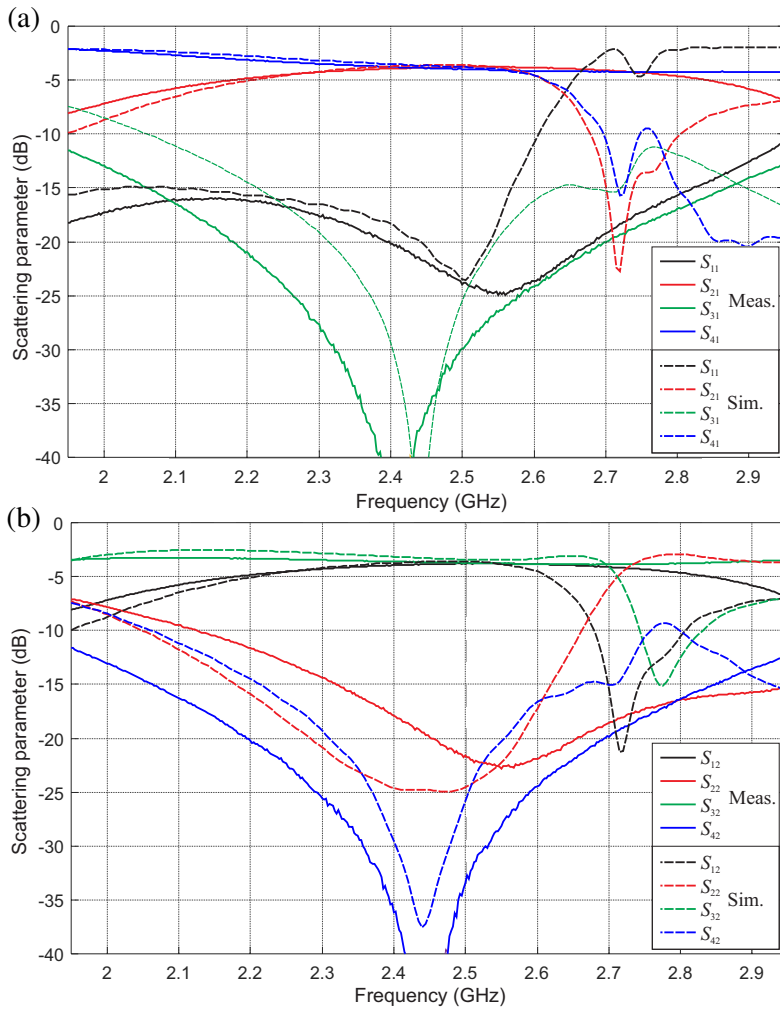 (a)
0
-5
-10
-15
-20
-25
-30
-35
-40
Scattering parameter (dB)
2 2.1 2.2 2.3 2.4 2.5 2.6 2.7 2.8 2.9
Frequency (GHz)
S11
S21
S31
S41
Meas.
S11
S21
S31
S41
Sim.
(b)
0
-5
-10
-15
-20
-25
-30
-35
-40
Scattering parameter (dB)
2 2.1 2.2 2.3 2.4 2.5 2.6 2.7 2.8 2.9
Frequency (GHz)
S12
S22
S32
S42
Meas.
S12
S22
S32
S42
Sim.